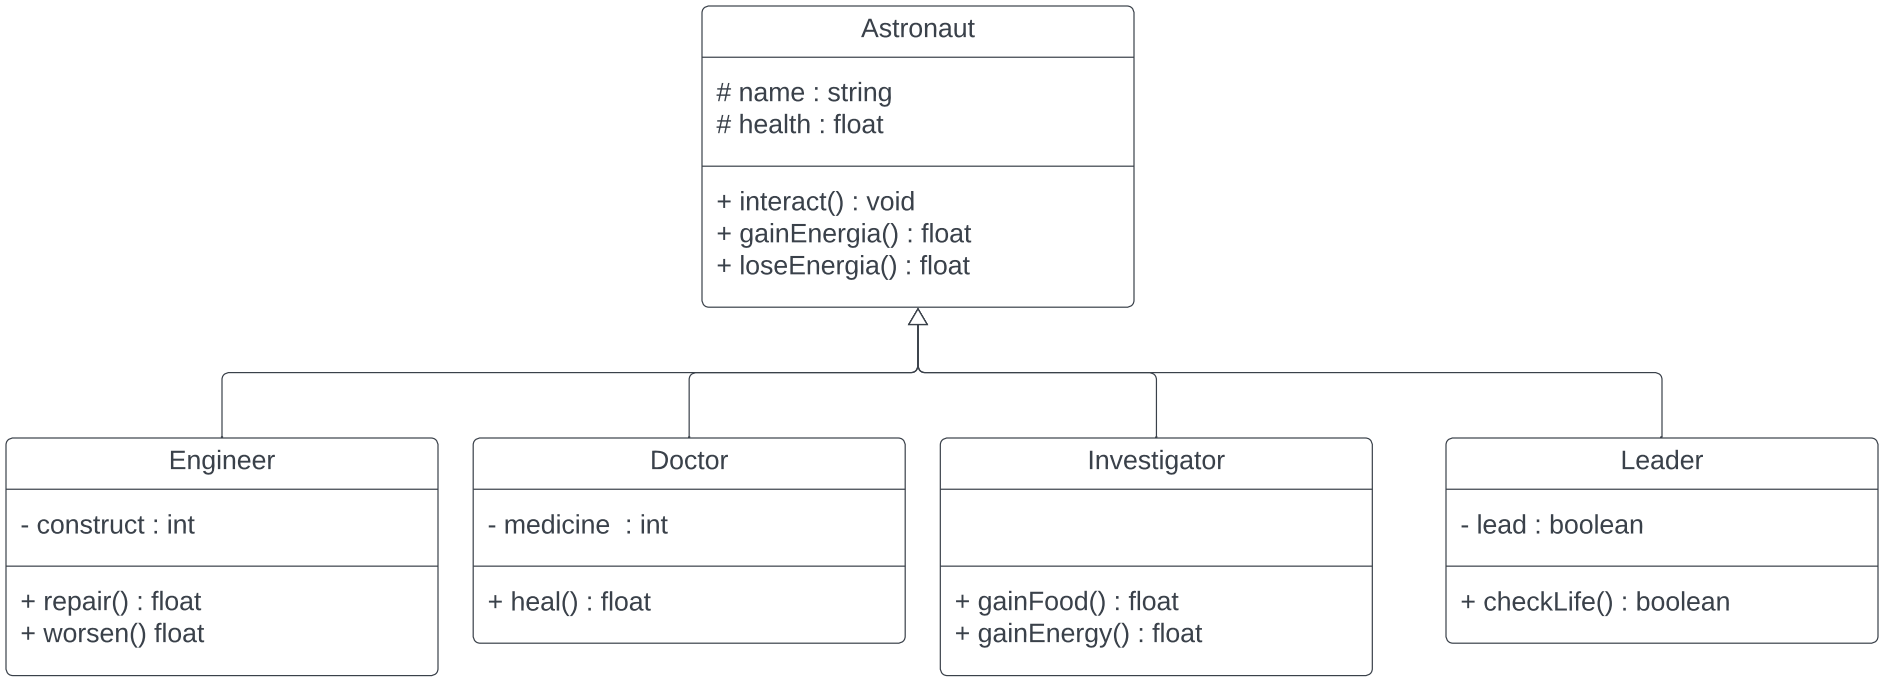 Astronaut
# name : string
# health : float
+ interact() : void
+ gainEnergia() : float
+ loseEnergia() : float
Engineer
- construct : int
+ repair() : float
+ worsen() float
Doctor
- medicine  : int
+ heal() : float
Investigator
+ gainFood() : float
+ gainEnergy() : float
Leader
- lead : boolean
+ checkLife() : boolean